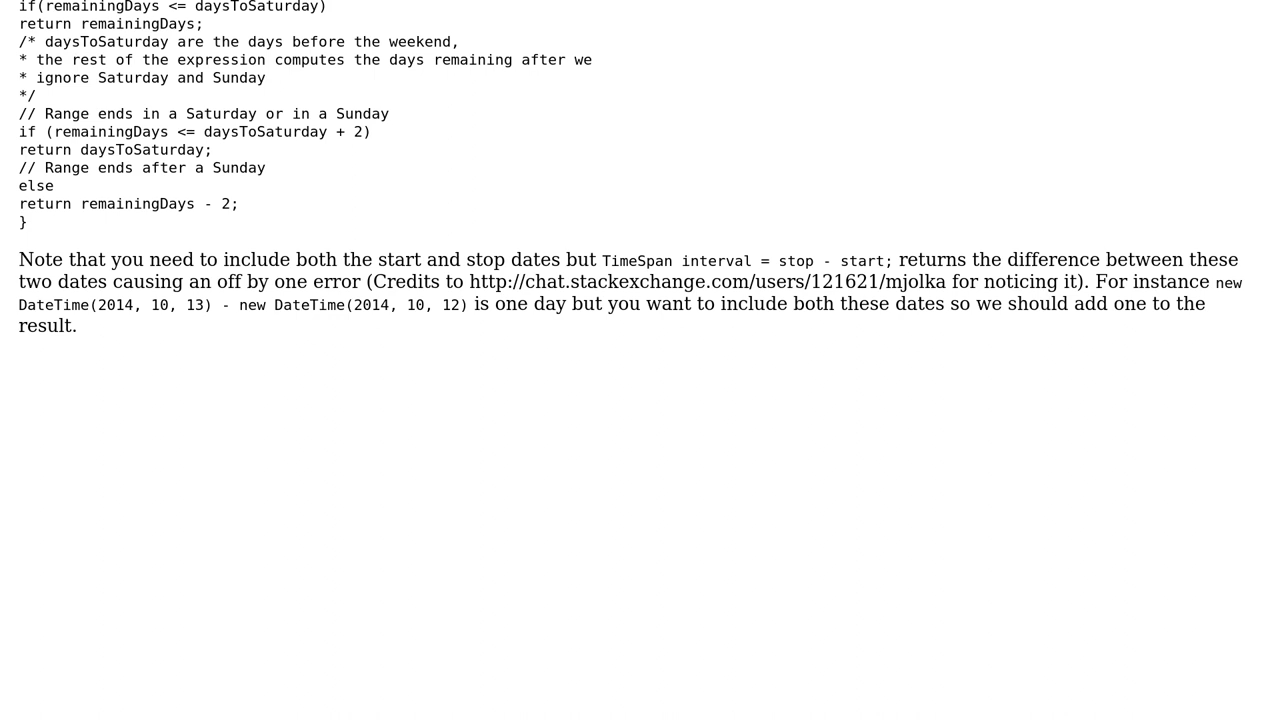 if(remainingDays <= daysToSaturday)
return remainingDays;
/* daysToSaturday are the days before the weekend,
* the rest of the expression computes the days remaining after we
* ignore Saturday and Sunday
*/
// Range ends in a Saturday or in a Sunday
if (remainingDays <= daysToSaturday + 2)
return daysToSaturday;
// Range ends after a Sunday
else
return remainingDays - 2;
}
Note that you need to include both the start and stop dates but TimeSpan interval = stop - start; returns the difference between these
two dates causing an off by one error (Credits to http://chat.stackexchange.com/users/121621/mjolka for noticing it). For instance new
DateTime(2014, 10, 13) - new DateTime(2014, 10, 12) is one day but you want to include both these dates so we should add one to the
result.